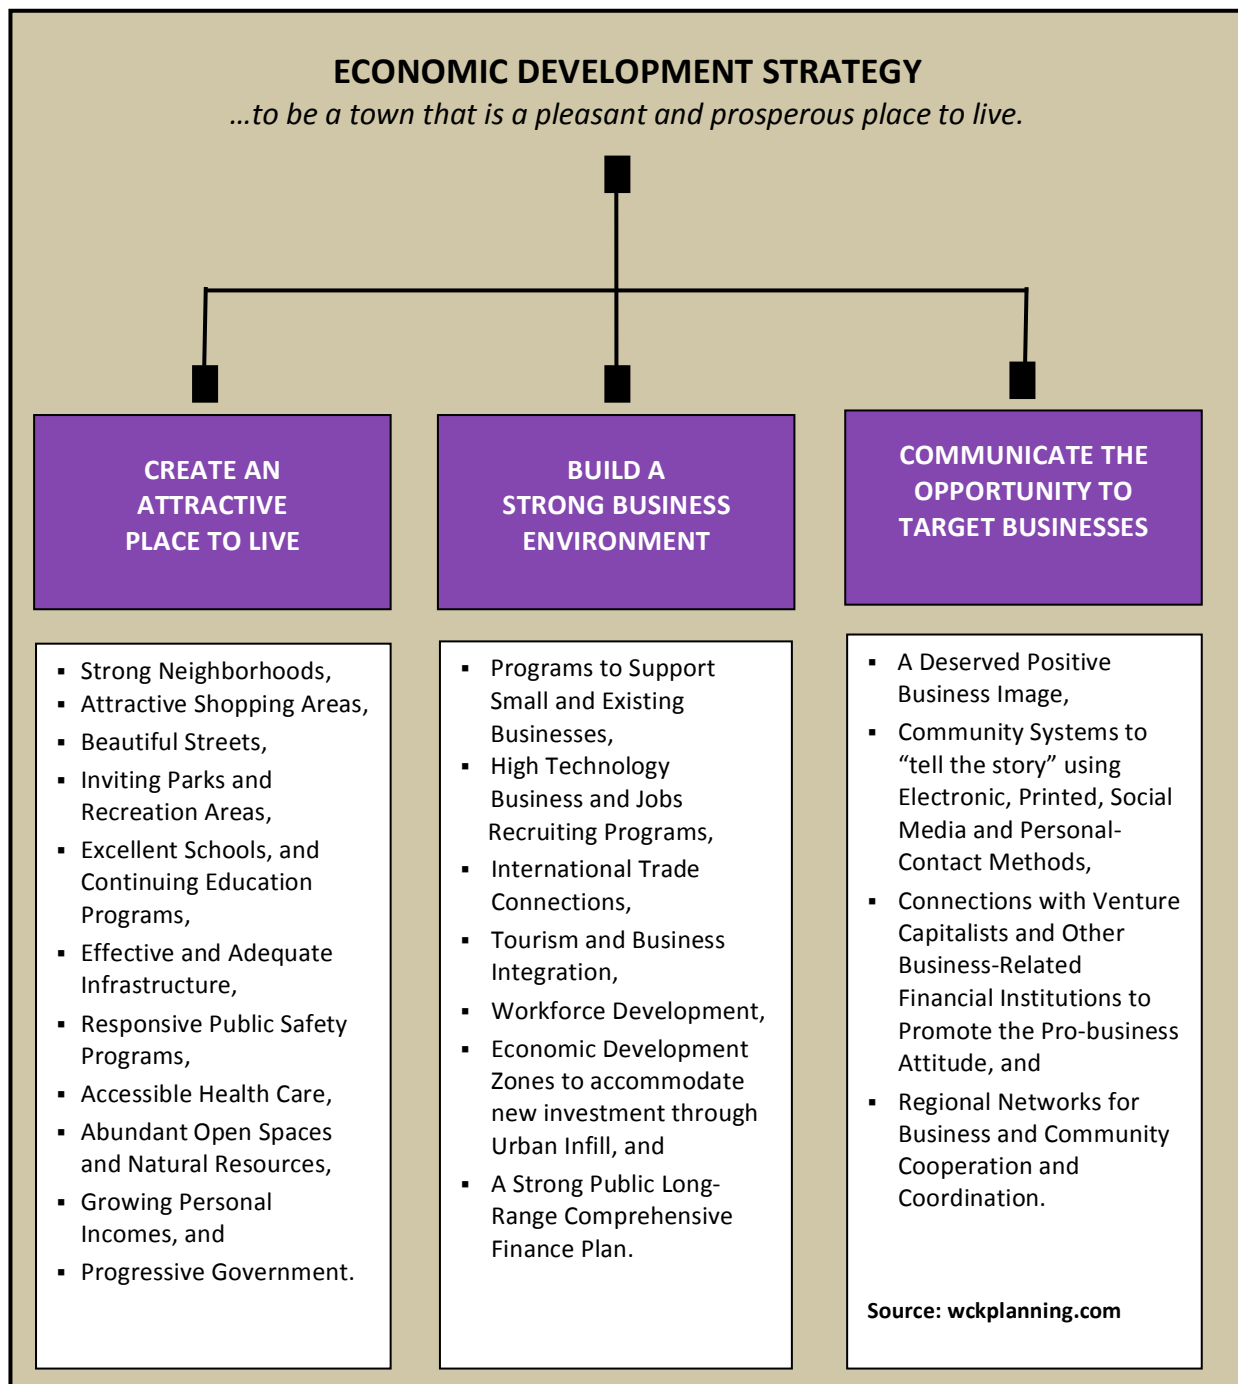 ECONOMIC DEVELOPMENT STRATEGY
…to be a town that is a pleasant and prosperous place to live.
CREATE AN
ATTRACTIVE
PLACE TO LIVE
▪ Strong Neighborhoods,
▪ Attractive Shopping Areas,
▪ Beautiful Streets,
▪ Inviting Parks and
Recreation Areas,
▪ Excellent Schools, and
Continuing Education
Programs,
▪ Effective and Adequate
Infrastructure,
▪ Responsive Public Safety
Programs,
▪ Accessible Health Care,
▪ Abundant Open Spaces
and Natural Resources,
▪ Growing Personal
Incomes, and
▪ Progressive Government.
BUILD A
STRONG BUSINESS
ENVIRONMENT
▪ Programs to Support
Small and Existing
Businesses,
▪ High Technology
Business and Jobs
Recruiting Programs,
▪ International Trade
Connections,
▪ Tourism and Business
Integration,
▪ Workforce Development,
▪ Economic Development
Zones to accommodate
new investment through
Urban Infill, and
▪ A Strong Public Long-
Range Comprehensive
Finance Plan.
COMMUNICATE THE
OPPORTUNITY TO
TARGET BUSINESSES
▪ A Deserved Positive
Business Image,
▪ Community Systems to
“tell the story” using
Electronic, Printed, Social
Media and Personal-
Contact Methods,
▪ Connections with Venture
Capitalists and Other
Business-Related
Financial Institutions to
Promote the Pro-business
Attitude, and
▪ Regional Networks for
Business and Community
Cooperation and
Coordination.
Source: wckplanning.com